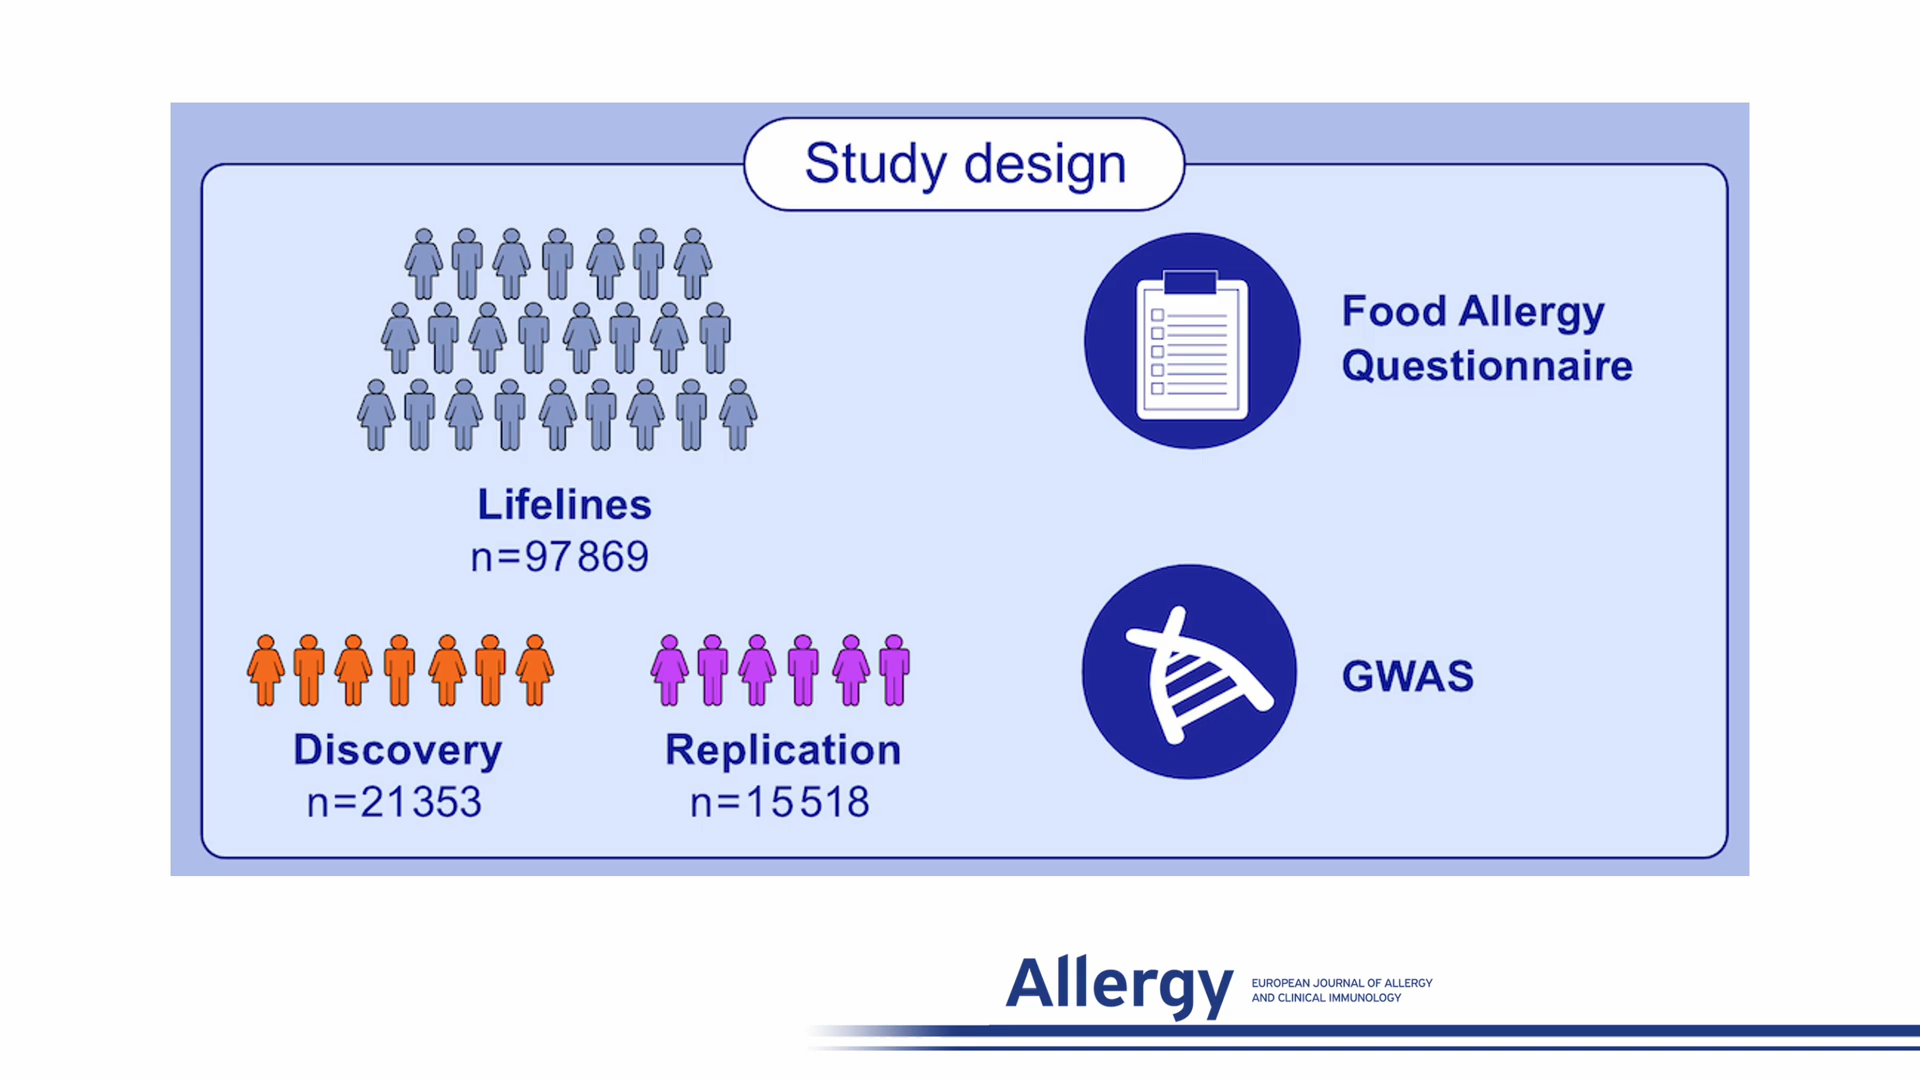 Study design
Lifelines
n=97869
Discovery
n=21353
Replication
n=15518
Food Allergy
Questionnaire
GWAS
Allergy
EUROPEAN JOURNAL OF ALLERGY
AND CLINICAL IMMUNOLOGY